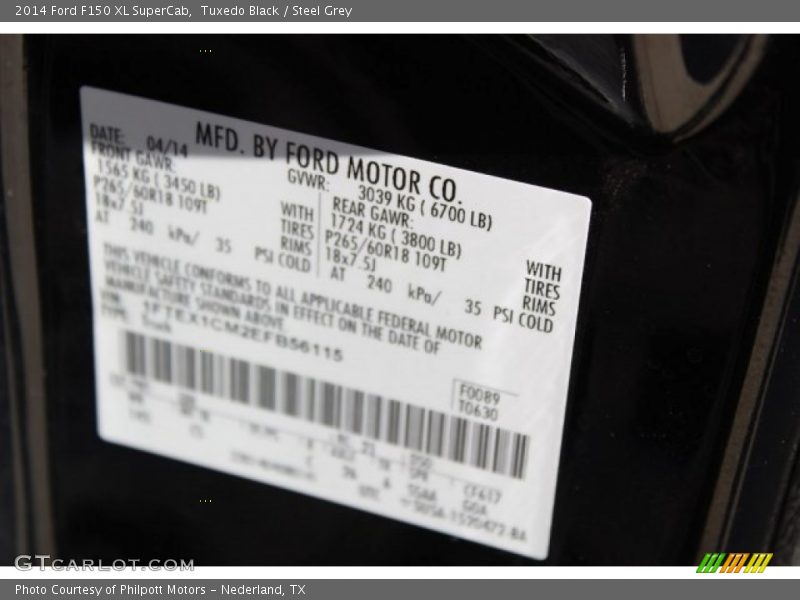 2014 Ford F150 XL SuperCab,  Tuxedo Black / Steel Grey
MFD. BY FORD MOTOR CO.
DATE: 04/14
GVWR: 3039 KG ( 6700 LB)
FRONT GAWR:
1565 KG ( 3450 LB)
P265/60R18 109T
18x7.5J
AT 240 kPa/ 35 PSI COLD
WITH
TIRES
RIMS
REAR GAWR:
1724 KG ( 3800 LB)
P265/60R18 109T
18x7.5J
AT 240 kPa/ 35 PSI COLD
WITH
TIRES
RIMS
THIS VEHICLE CONFORMS TO ALL APPLICABLE FEDERAL MOTOR
VEHICLE SAFETY STANDARDS IN EFFECT ON THE DATE OF
MANUFACTURE SHOWN ABOVE.
VIN: 1FTEX1CM2EFB56115
TYPE: Truck
F0089
T0630
GTCARLOT.COM
Photo Courtesy of Philpott Motors - Nederland, TX